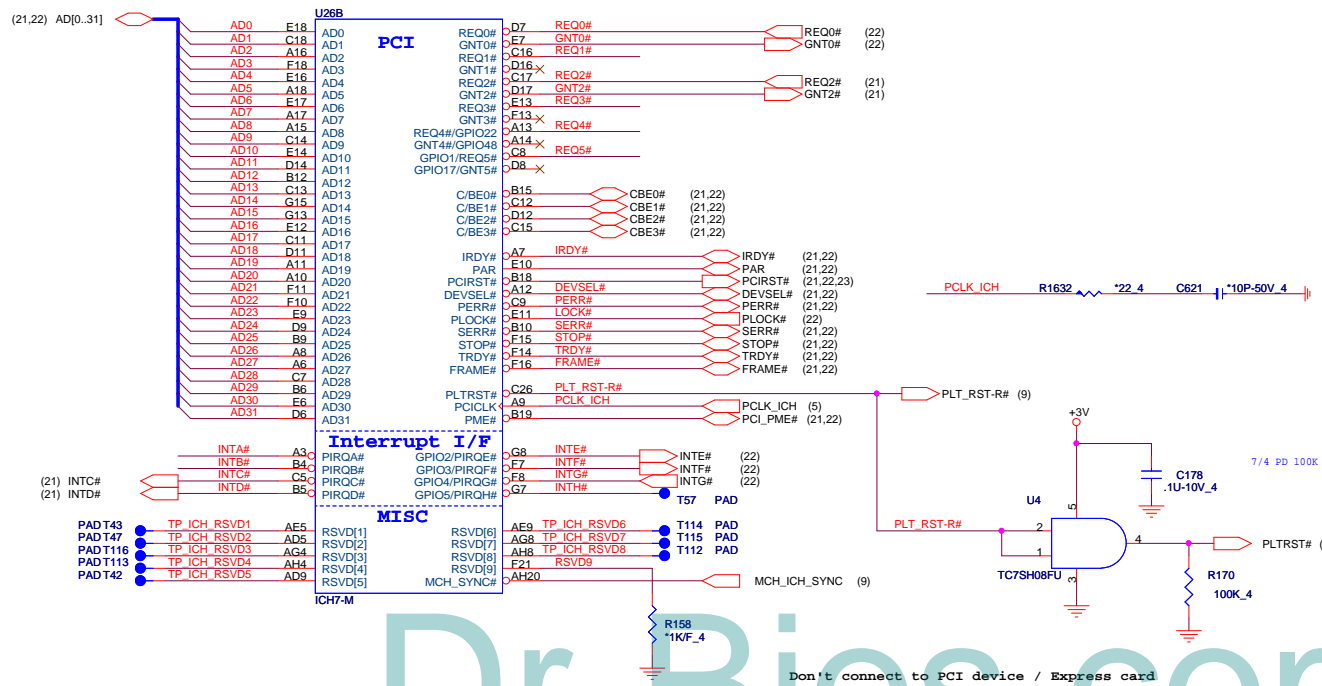 (21,22) AD[0..31]
U26B
PCI
AD0 E18 AD0 REQ0# D7 REQ0# REQ0# (22)
AD1 C18 AD1 GNT0# E7 GNT0# GNT0# (22)
AD2 A16 AD2 REQ1# C16 REQ1#
AD3 F18 AD3 GNT1# D16
AD4 E16 AD4 REQ2# C17 REQ2# REQ2# (21)
AD5 A18 AD5 GNT2# D17 GNT2# GNT2# (21)
AD6 E17 AD6 REQ3# E13 REQ3#
AD7 A17 AD7 GNT3# F13
AD8 A15 AD8 REQ4#/GPIO22 A13 REQ4#
AD9 C14 AD9 GNT4#/GPIO48 A14
AD10 E14 AD10 GPIO1/REQ5# C8 REQ5#
AD11 D14 AD11 GPIO17/GNT5# D8
AD12 B12 AD12
AD13 C13 AD13 C/BE0# B15 CBE0# (21,22)
AD14 G15 AD14 C/BE1# C12 CBE1# (21,22)
AD15 G13 AD15 C/BE2# D12 CBE2# (21,22)
AD16 E12 AD16 C/BE3# C15 CBE3# (21,22)
AD17 C11 AD17
AD18 D11 AD18 IRDY# A7 IRDY# IRDY# (21,22)
AD19 A11 AD19 PAR E10 PAR (21,22)
AD20 A10 AD20 PCIRST# B18 PCIRST# (21,22,23)
AD21 F11 AD21 DEVSEL# A12 DEVSEL# DEVSEL# (21,22)
AD22 F10 AD22 PERR# C9 PERR# PERR# (21,22)
AD23 E9 AD23 PLOCK# E11 LOCK# PLOCK# (22)
AD24 D9 AD24 SERR# B10 SERR# SERR# (21,22)
AD25 B9 AD25 STOP# F15 STOP# STOP# (21,22)
AD26 A8 AD26 TRDY# F14 TRDY# TRDY# (21,22)
AD27 A6 AD27 FRAME# F16 FRAME# FRAME# (21,22)
AD28 C7 AD28
AD29 B6 AD29 PLTRST# C26 PLT_RST-R# PLT_RST-R# (9)
AD30 E6 AD30 PCICLK A9 PCLK_ICH PCLK_ICH (5)
AD31 D6 AD31 PME# B19 PCI_PME# (21,22)
PCLK_ICH R1632 *22_4 C621 *10P-50V_4
Interrupt I/F
INTA# A3 PIRQA# GPIO2/PIRQE# G8 INTE# INTE# (22)
INTB# B4 PIRQB# GPIO3/PIRQF# F7 INTF# INTF# (22)
(21) INTC# INTC# C5 PIRQC# GPIO4/PIRQG# F8 INTG# INTG# (22)
(21) INTD# INTD# B5 PIRQD# GPIO5/PIRQH# G7 INTH# T57 PAD
MISC
PAD T43 TP_ICH_RSVD1 AE5 RSVD[1] RSVD[6] AE9 TP_ICH_RSVD6 T114 PAD
PAD T47 TP_ICH_RSVD2 AD5 RSVD[2] RSVD[7] AG8 TP_ICH_RSVD7 T115 PAD
PAD T116 TP_ICH_RSVD3 AG4 RSVD[3] RSVD[8] AH8 TP_ICH_RSVD8 T112 PAD
PAD T113 TP_ICH_RSVD4 AH4 RSVD[4] RSVD[9] F21 RSVD9
PAD T42 TP_ICH_RSVD5 AD9 RSVD[5] MCH_SYNC# AH20 MCH_ICH_SYNC (9)
ICH7-M
R158
*1K/F_4
+3V
C178
.1U-10V_4
7/4 PD 100K
U4
5
PLT_RST-R# 2
1
4
3
TC7SH08FU
PLTRST# (
R170
100K_4
Don't connect to PCI device / Express card
Dr-Bios.com